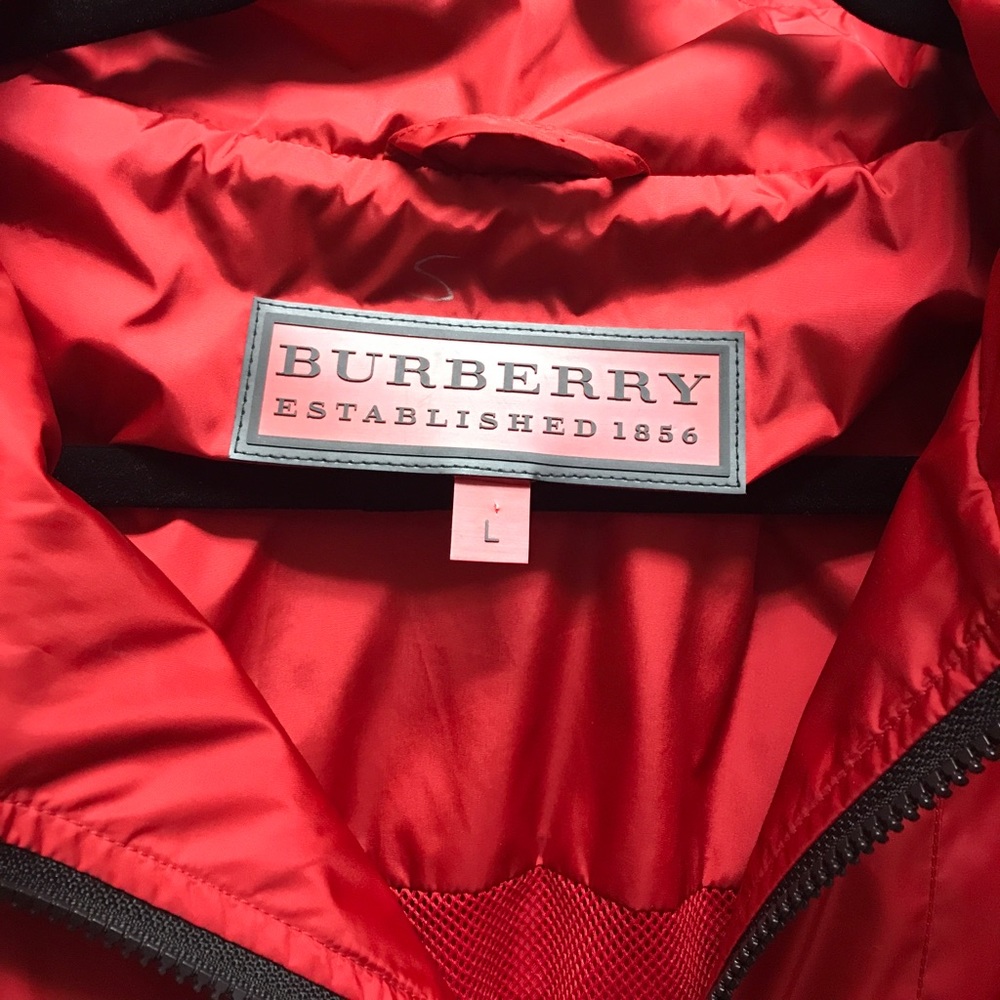 S
BURBERRY
ESTABLISHED 1856
L